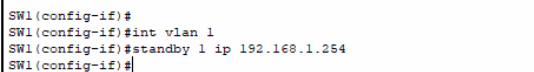 SW1(config-if)#
SW1(config-if)#int vlan 1
SW1(config-if)#standby 1 ip 192.168.1.254
SW1(config-if)#